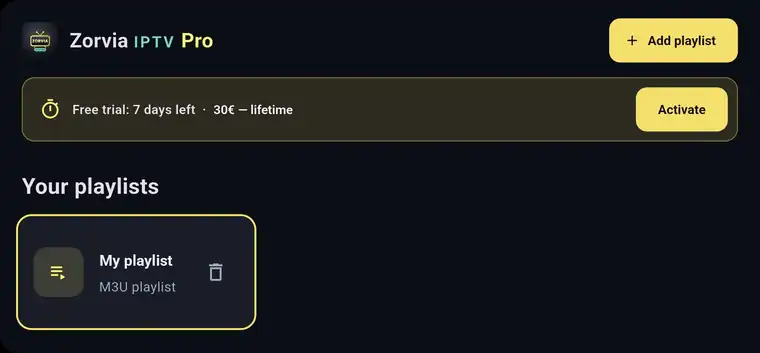 ZORVIA
Zorvia IPTV Pro
+ Add playlist
Free trial: 7 days left · 30€ — lifetime
Activate
Your playlists
My playlist
M3U playlist